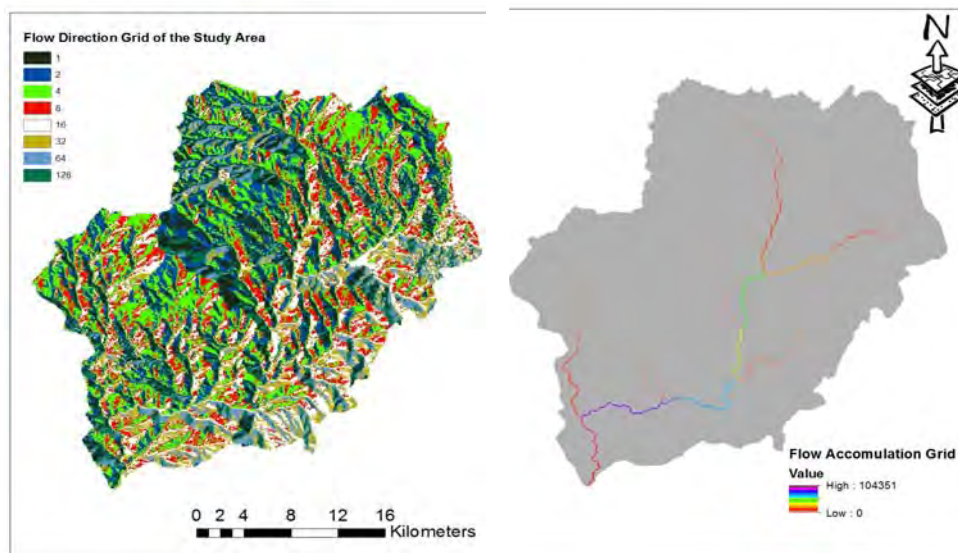 Flow Direction Grid of the Study Area
1
2
4
8
16
32
64
128
0 2 4 8 12 16
Kilometers
N
Flow Accomulation Grid
Value
High : 104351
Low : 0